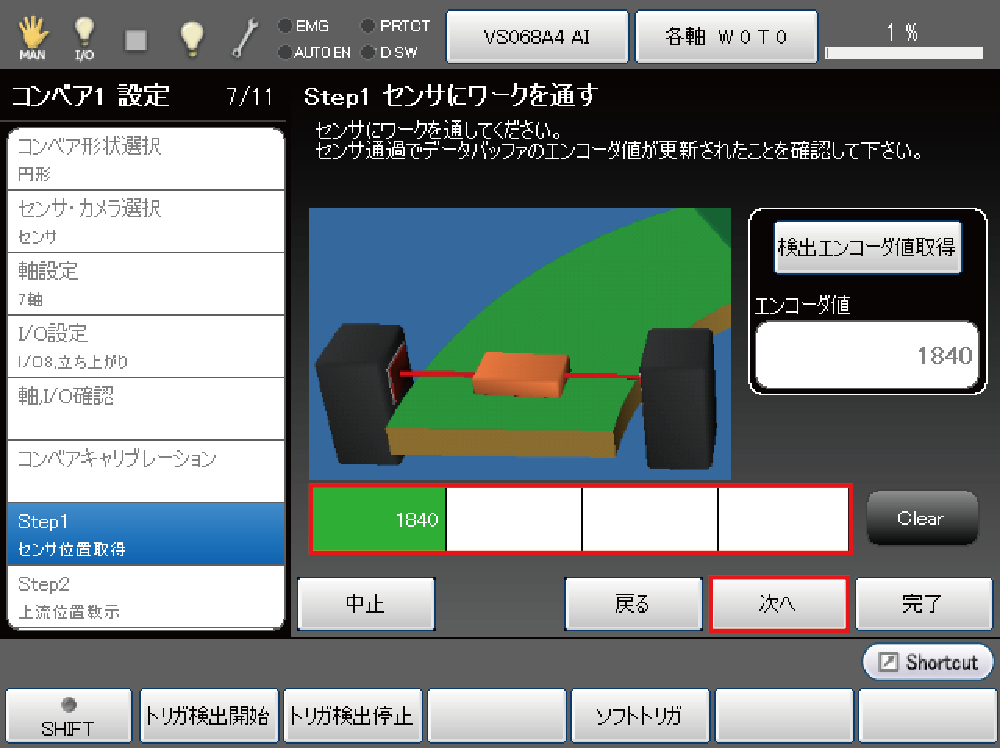 MAN
I/O
EMG
AUTO EN
PRTCT
D SW
VS068A4 A1
各軸 W 0 T 0
1 %
コンベア1 設定 7/11
コンベア形状選択
円形
センサ・カメラ選択
センサ
軸設定
7軸
I/O設定
I/O8,立ち上がり
軸,I/O確認
コンベアキャリブレーション
Step1
センサ位置取得
Step2
上流位置教示
Step1 センサにワークを通す
センサにワークを通してください。
センサ通過でデータバッファのエンコーダ値が更新されたことを確認して下さい。
検出エンコーダ値取得
エンコーダ値
1840
1840
Clear
中止
戻る
次へ
完了
Shortcut
SHIFT
トリガ検出開始
トリガ検出停止
ソフトトリガ